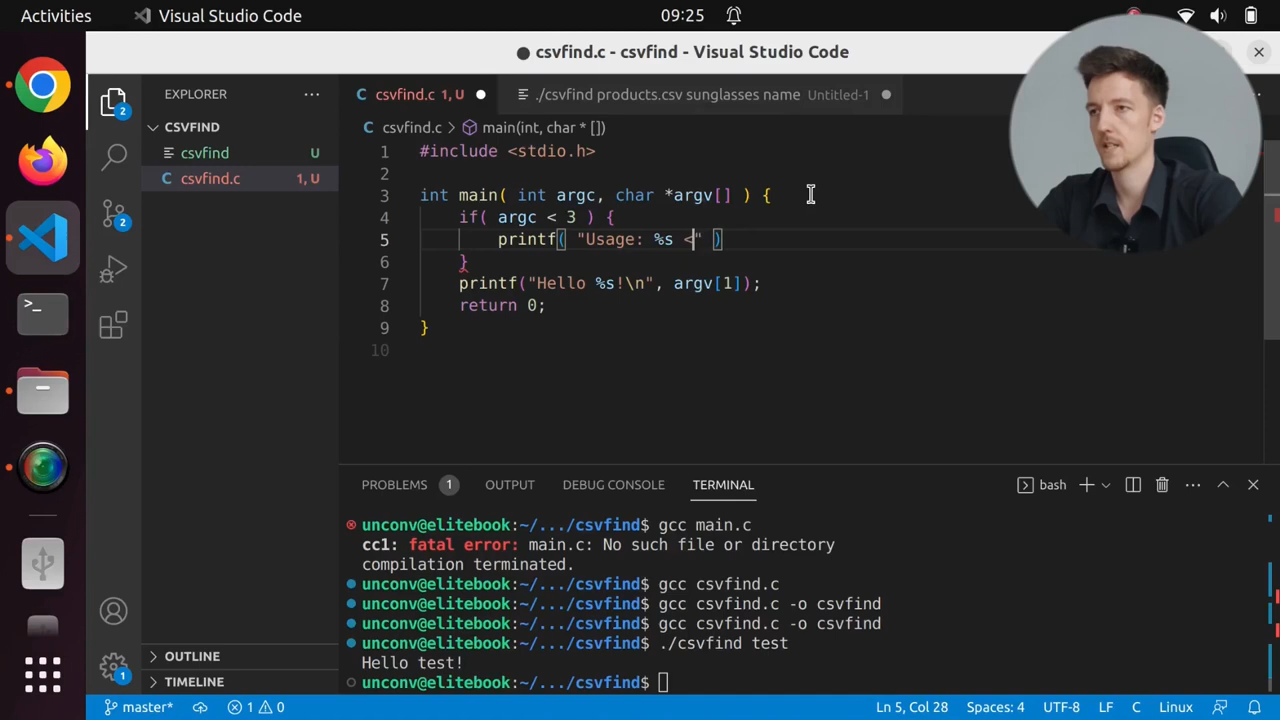 Activities
Visual Studio Code
09:25
csvfind.c - csvfind - Visual Studio Code
EXPLORER
csvfind.c 1, U
./csvfind products.csv sunglasses name Untitled-1
CSVFIND
csvfind U
csvfind.c 1, U
OUTLINE
TIMELINE
2
1
csvfind.c > main(int, char * [])
1 #include <stdio.h>
2
3 int main( int argc, char *argv[] ) {
4 if( argc < 3 ) {
5 printf( "Usage: %s <" )
6 }
7 printf("Hello %s!\n", argv[1]);
8 return 0;
9 }
10
PROBLEMS 1 OUTPUT DEBUG CONSOLE TERMINAL
bash
unconv@elitebook:~/.../csvfind$ gcc main.c
cc1: fatal error: main.c: No such file or directory
compilation terminated.
unconv@elitebook:~/.../csvfind$ gcc csvfind.c
unconv@elitebook:~/.../csvfind$ gcc csvfind.c -o csvfind
unconv@elitebook:~/.../csvfind$ gcc csvfind.c -o csvfind
unconv@elitebook:~/.../csvfind$ ./csvfind test
Hello test!
unconv@elitebook:~/.../csvfind$
master* 1 0 Ln 5, Col 28 Spaces: 4 UTF-8 LF C Linux